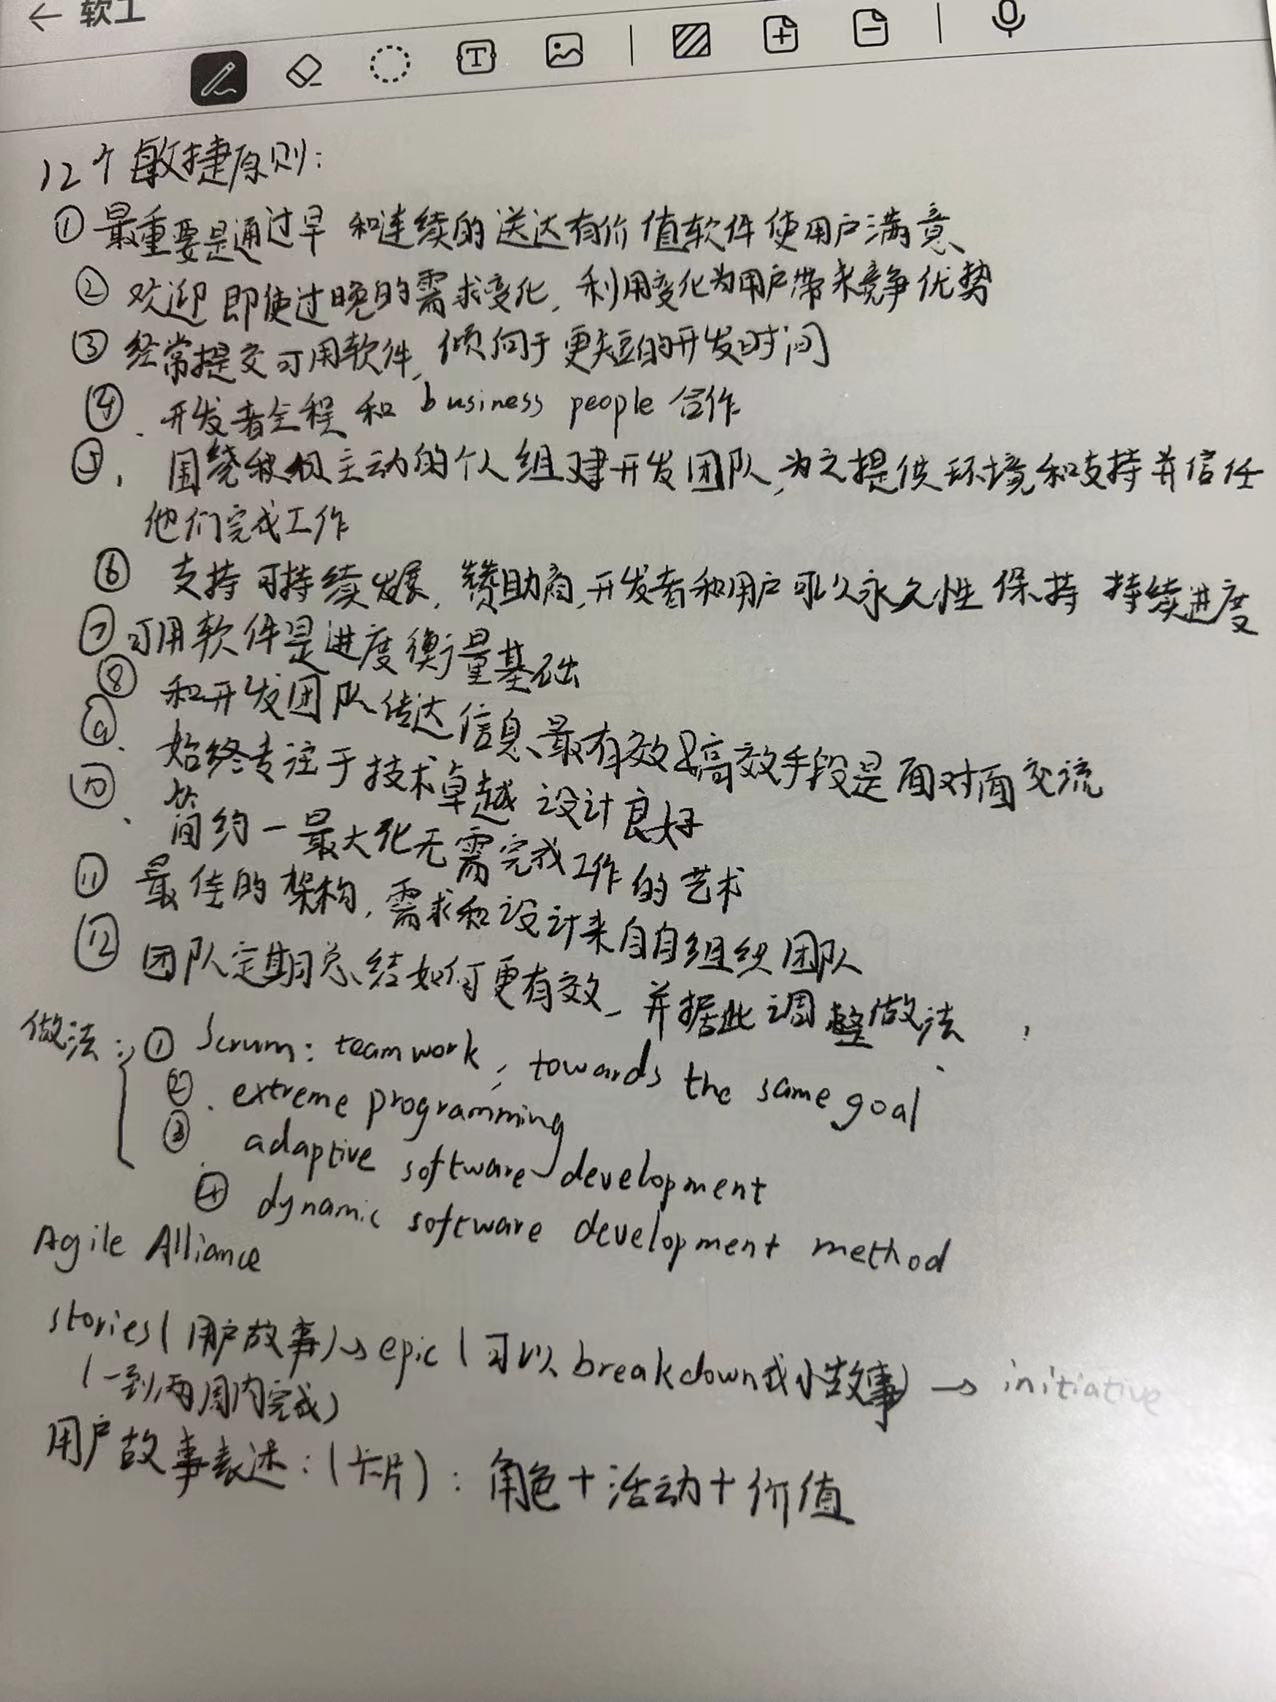 软工
12个敏捷原则:
① 最重要是通过早和连续的送达有价值软件使用户满意
② 欢迎即使过晚的需求变化, 利用变化为用户带来竞争优势
③ 经常提交可用软件, 倾向于更短的开发时间
④. 开发者全程和 business people 合作
⑤. 围绕积极主动的个人组建开发团队, 为之提供环境和支持并信任
他们完成工作
⑥ 支持可持续发展, 赞助商, 开发者和用户可以永久性保持 持续进度
⑦ 可用软件是进度衡量基础
⑧ 和开发团队传达信息最有效&高效手段是面对面交流
⑨. 始终专注于技术卓越 设计良好
⑩. 简约一最大化无需完成工作的艺术
⑪ 最佳的架构, 需求和设计来自自组织团队
⑫ 团队定期总结如何更有效, 并据此调整做法
做法: ① Scrum: teamwork, towards the same goal
②. extreme programming
③. adaptive software development
④ dynamic software development method
Agile Alliance
stories(用户故事)→epic(可以breakdown成小故事) → initiative
(一到两周内完成)
用户故事表述:(卡片): 角色+活动+价值